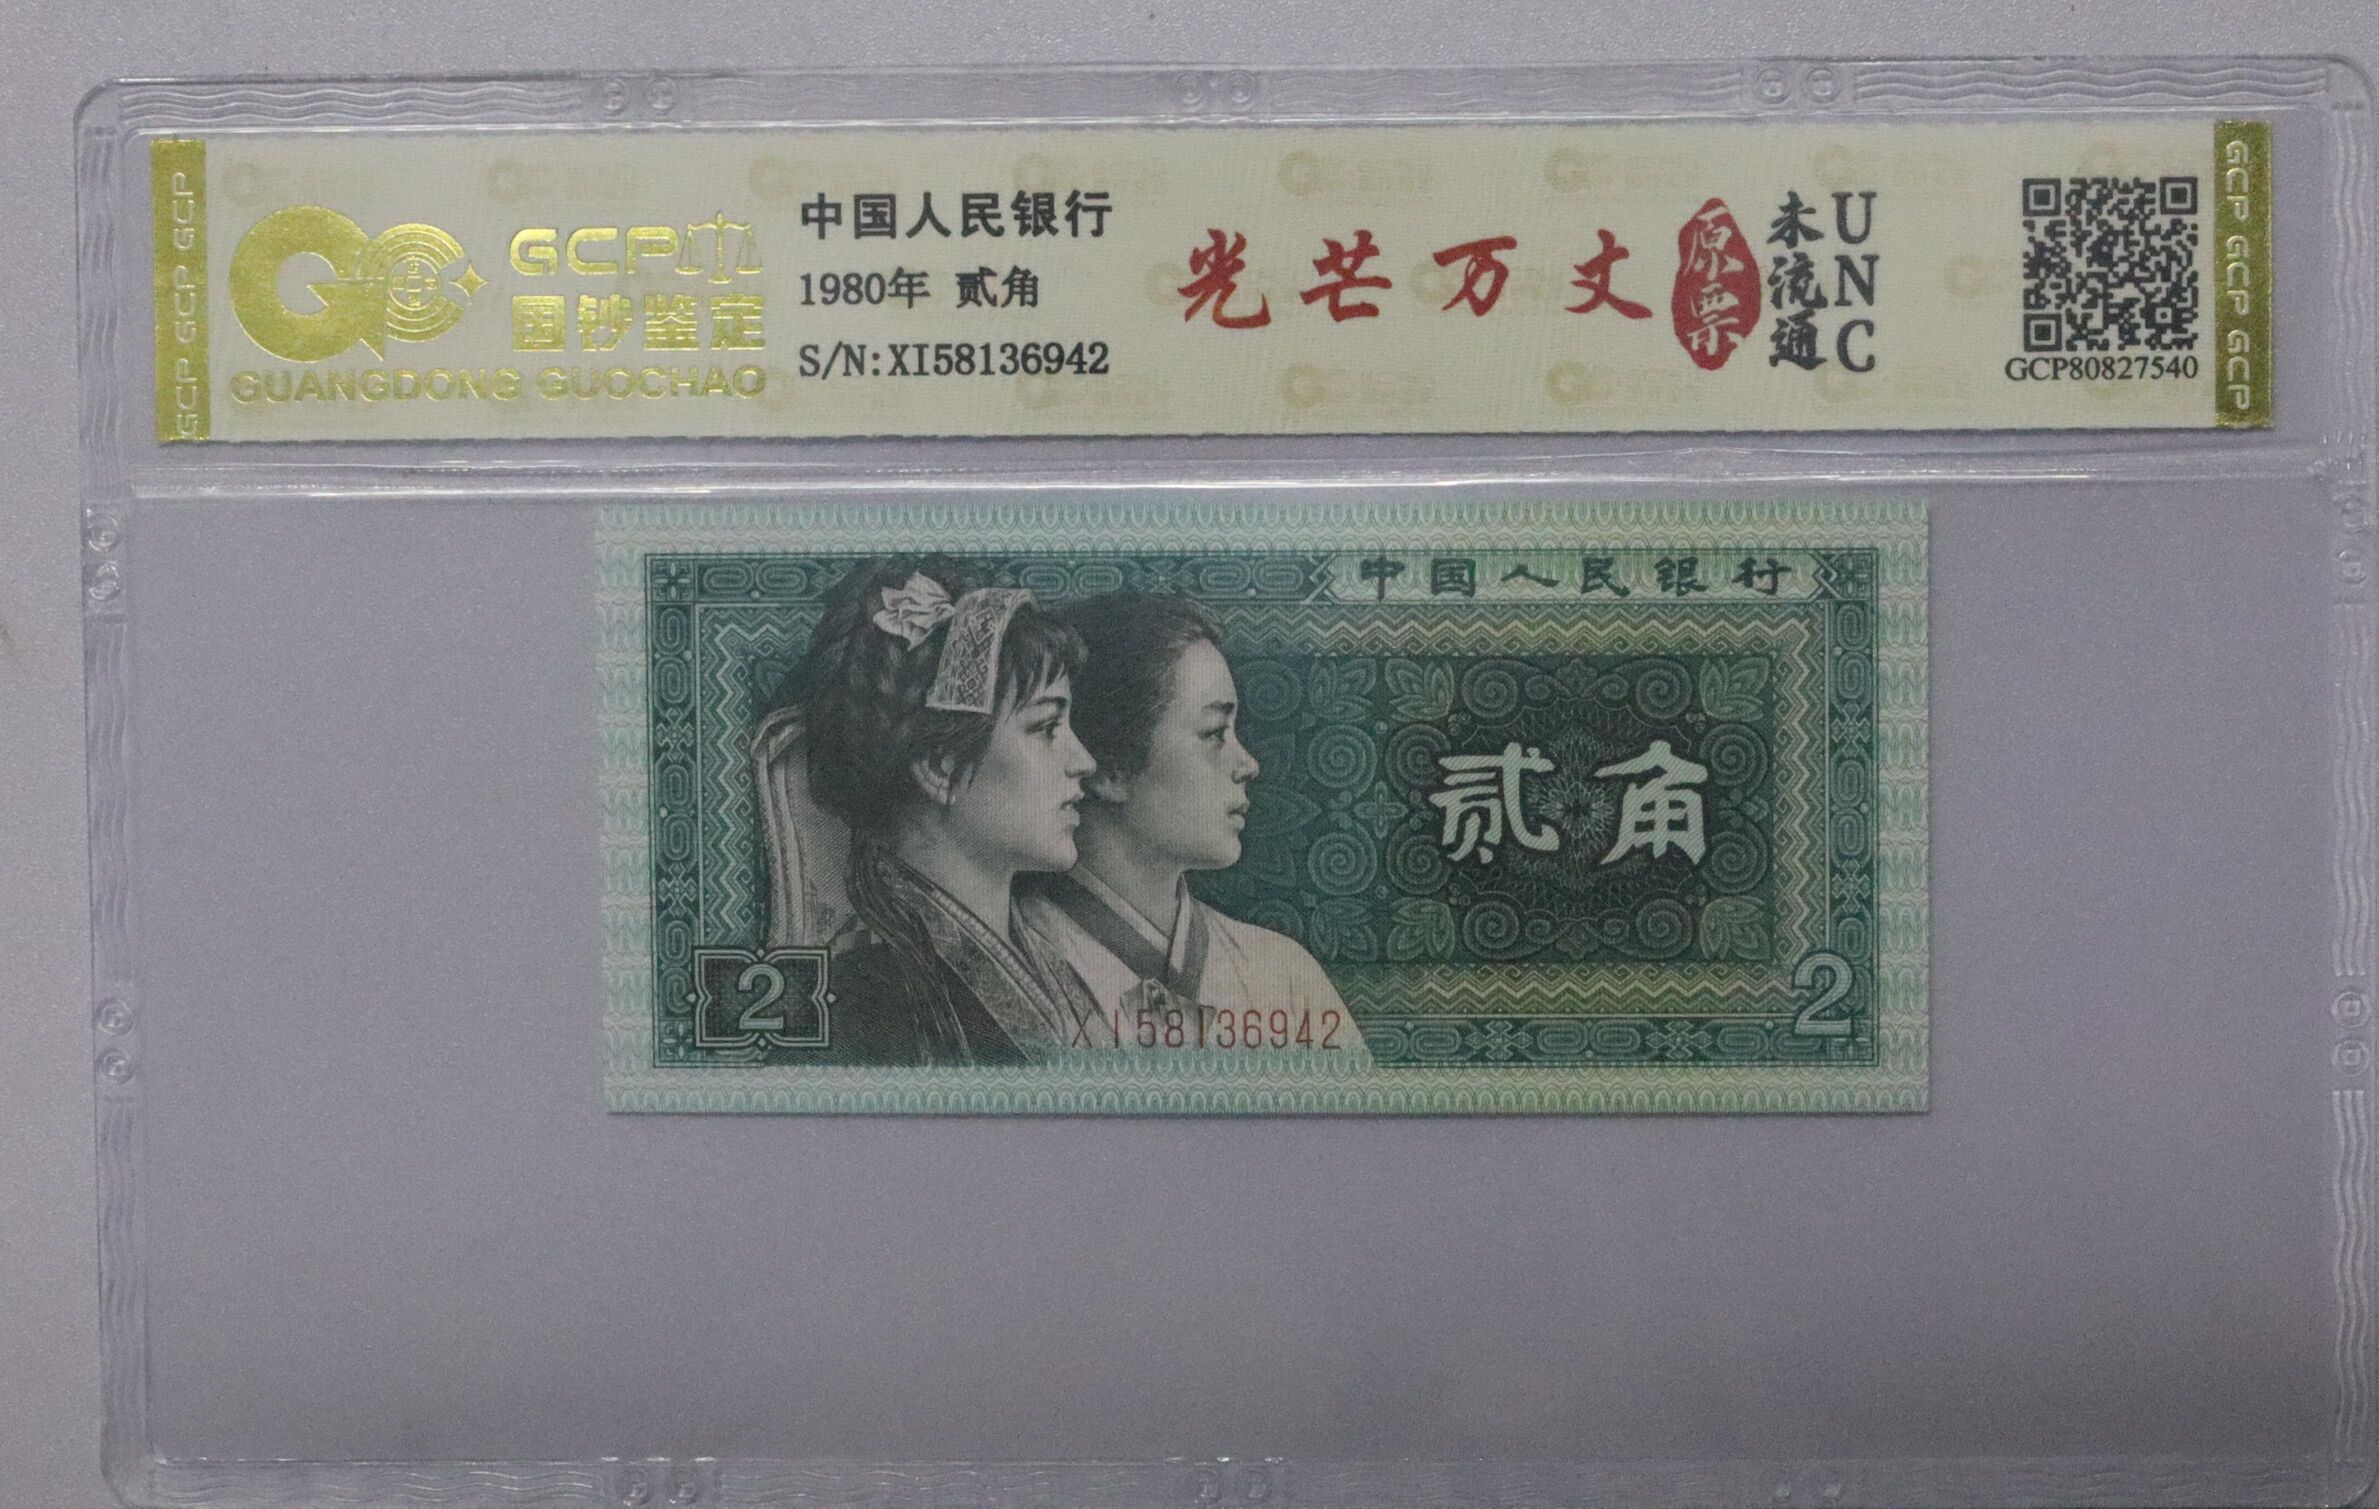 GCP GCP GCP
GCP
国钞鉴定
GUANGDONG GUOCHAO
中国人民银行
1980年 贰角
S/N:XI58136942
光芒万丈
原票
未流通
UNC
GCP80827540
GCP GCP GCP
中国人民银行
贰角
2
XI58136942
2